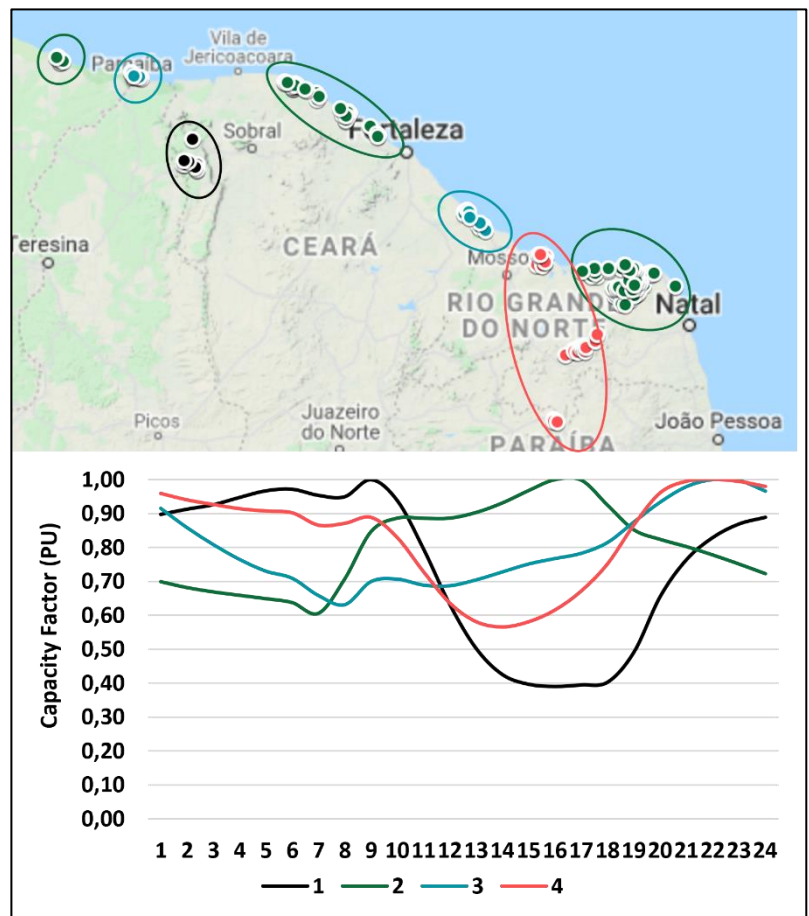 Vila de
Jericoacoara
Parnaíba
Sobral
Fortaleza
Teresina
CEARÁ
Mosso
RIO GRANDE
DO NORTE
Natal
Picos
Juazeiro
do Norte
João Pessoa
PARAÍBA
Capacity Factor (PU)
1,00
0,90
0,80
0,70
0,60
0,50
0,40
0,30
0,20
0,10
0,00
1 2 3 4 5 6 7 8 9 10 11 12 13 14 15 16 17 18 19 20 21 22 23 24
1 2 3 4